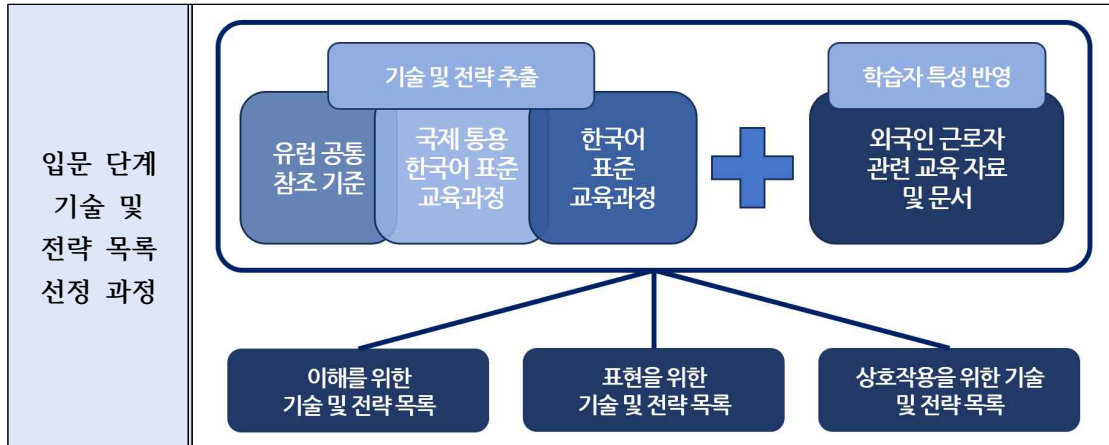 입문 단계
기술 및
전략 목록
선정 과정
기술 및 전략 추출
학습자 특성 반영
유럽 공통
참조 기준
국제 통용
한국어 표준
교육과정
한국어
표준
교육과정
외국인 근로자
관련 교육 자료
및 문서
이해를 위한
기술 및 전략 목록
표현을 위한
기술 및 전략 목록
상호작용을 위한 기술
및 전략 목록